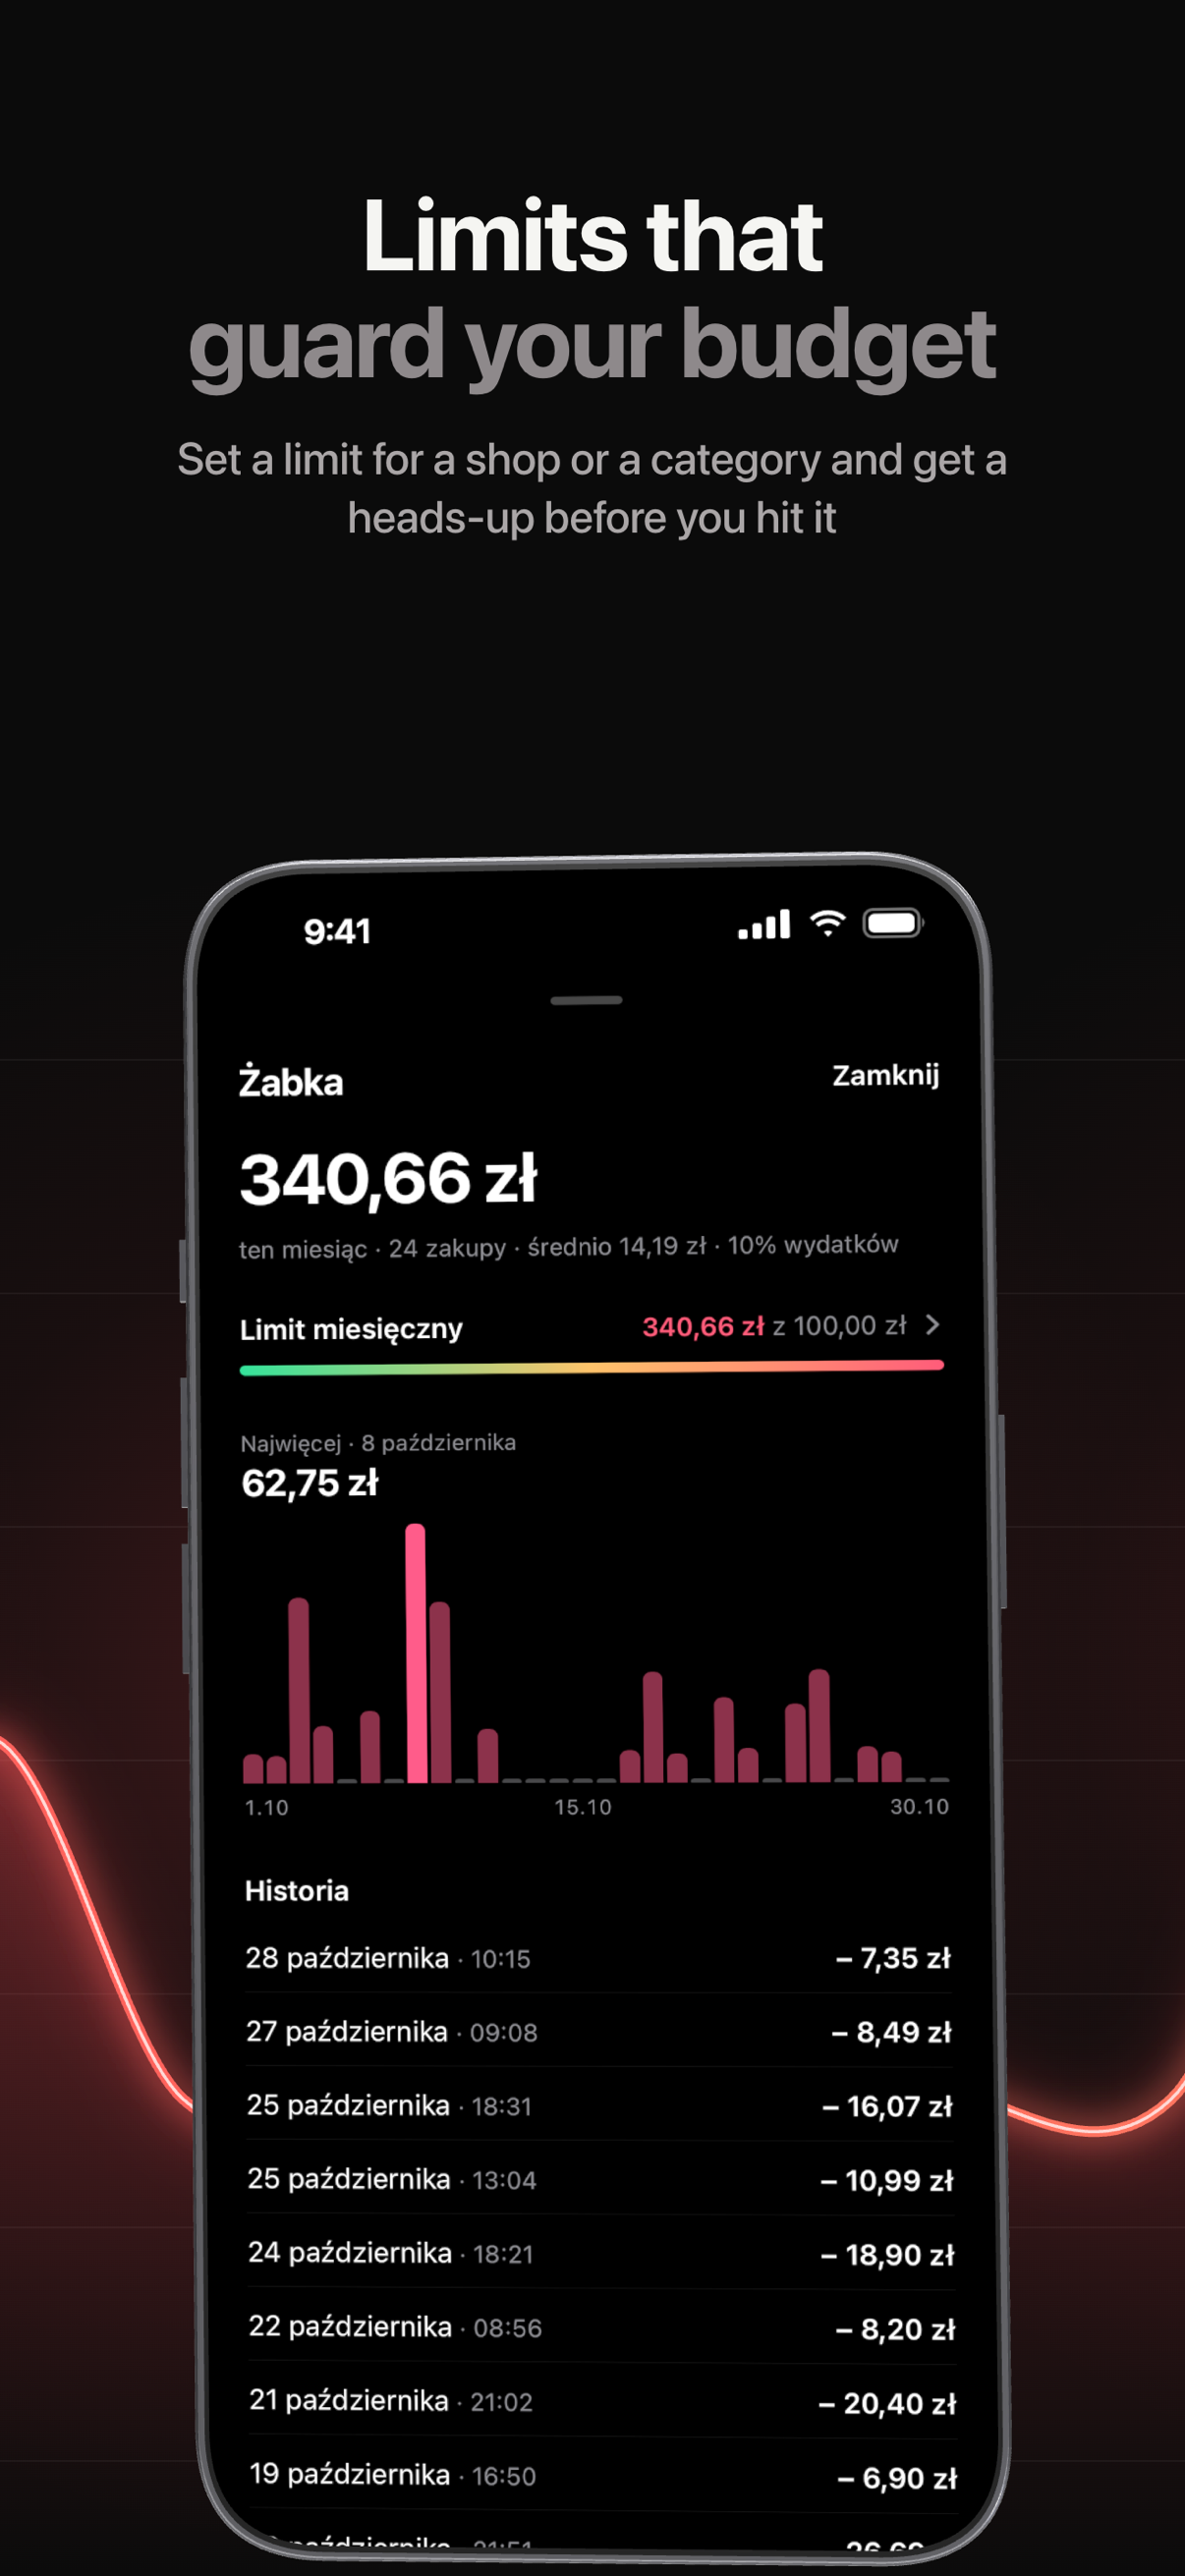 Limits that
guard your budget
Set a limit for a shop or a category and get a
heads-up before you hit it
9:41
Żabka
Zamknij
340,66 zł
ten miesiąc · 24 zakupy · średnio 14,19 zł · 10% wydatków
Limit miesięczny 340,66 zł z 100,00 zł
Najwięcej · 8 października
62,75 zł
1.10 15.10 30.10
Historia
28 października · 10:15 – 7,35 zł
27 października · 09:08 – 8,49 zł
25 października · 18:31 – 16,07 zł
25 października · 13:04 – 10,99 zł
24 października · 18:21 – 18,90 zł
22 października · 08:56 – 8,20 zł
21 października · 21:02 – 20,40 zł
19 października · 16:50 – 6,90 zł
października · 21:51